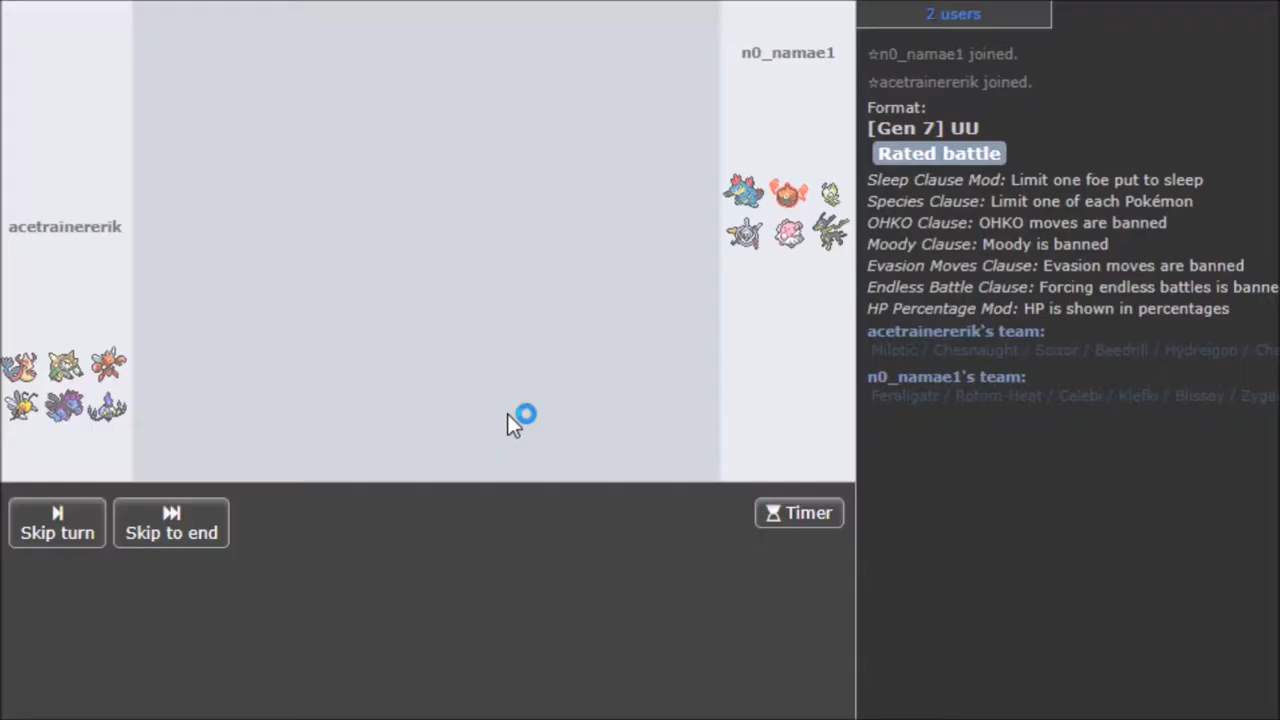 2 users
n0_namae1
acetrainererik
☆n0_namae1 joined.
☆acetrainererik joined.
Format:
[Gen 7] UU
Rated battle
Sleep Clause Mod: Limit one foe put to sleep
Species Clause: Limit one of each Pokémon
OHKO Clause: OHKO moves are banned
Moody Clause: Moody is banned
Evasion Moves Clause: Evasion moves are banned
Endless Battle Clause: Forcing endless battles is banne
HP Percentage Mod: HP is shown in percentages
acetrainererik's team:
Milotic / Chesnaught / Scizor / Beedrill / Hydreigon / Cha
n0_namae1's team:
Feraligatr / Rotom-Heat / Celebi / Klefki / Blissey / Zyga
Skip turn
Skip to end
Timer